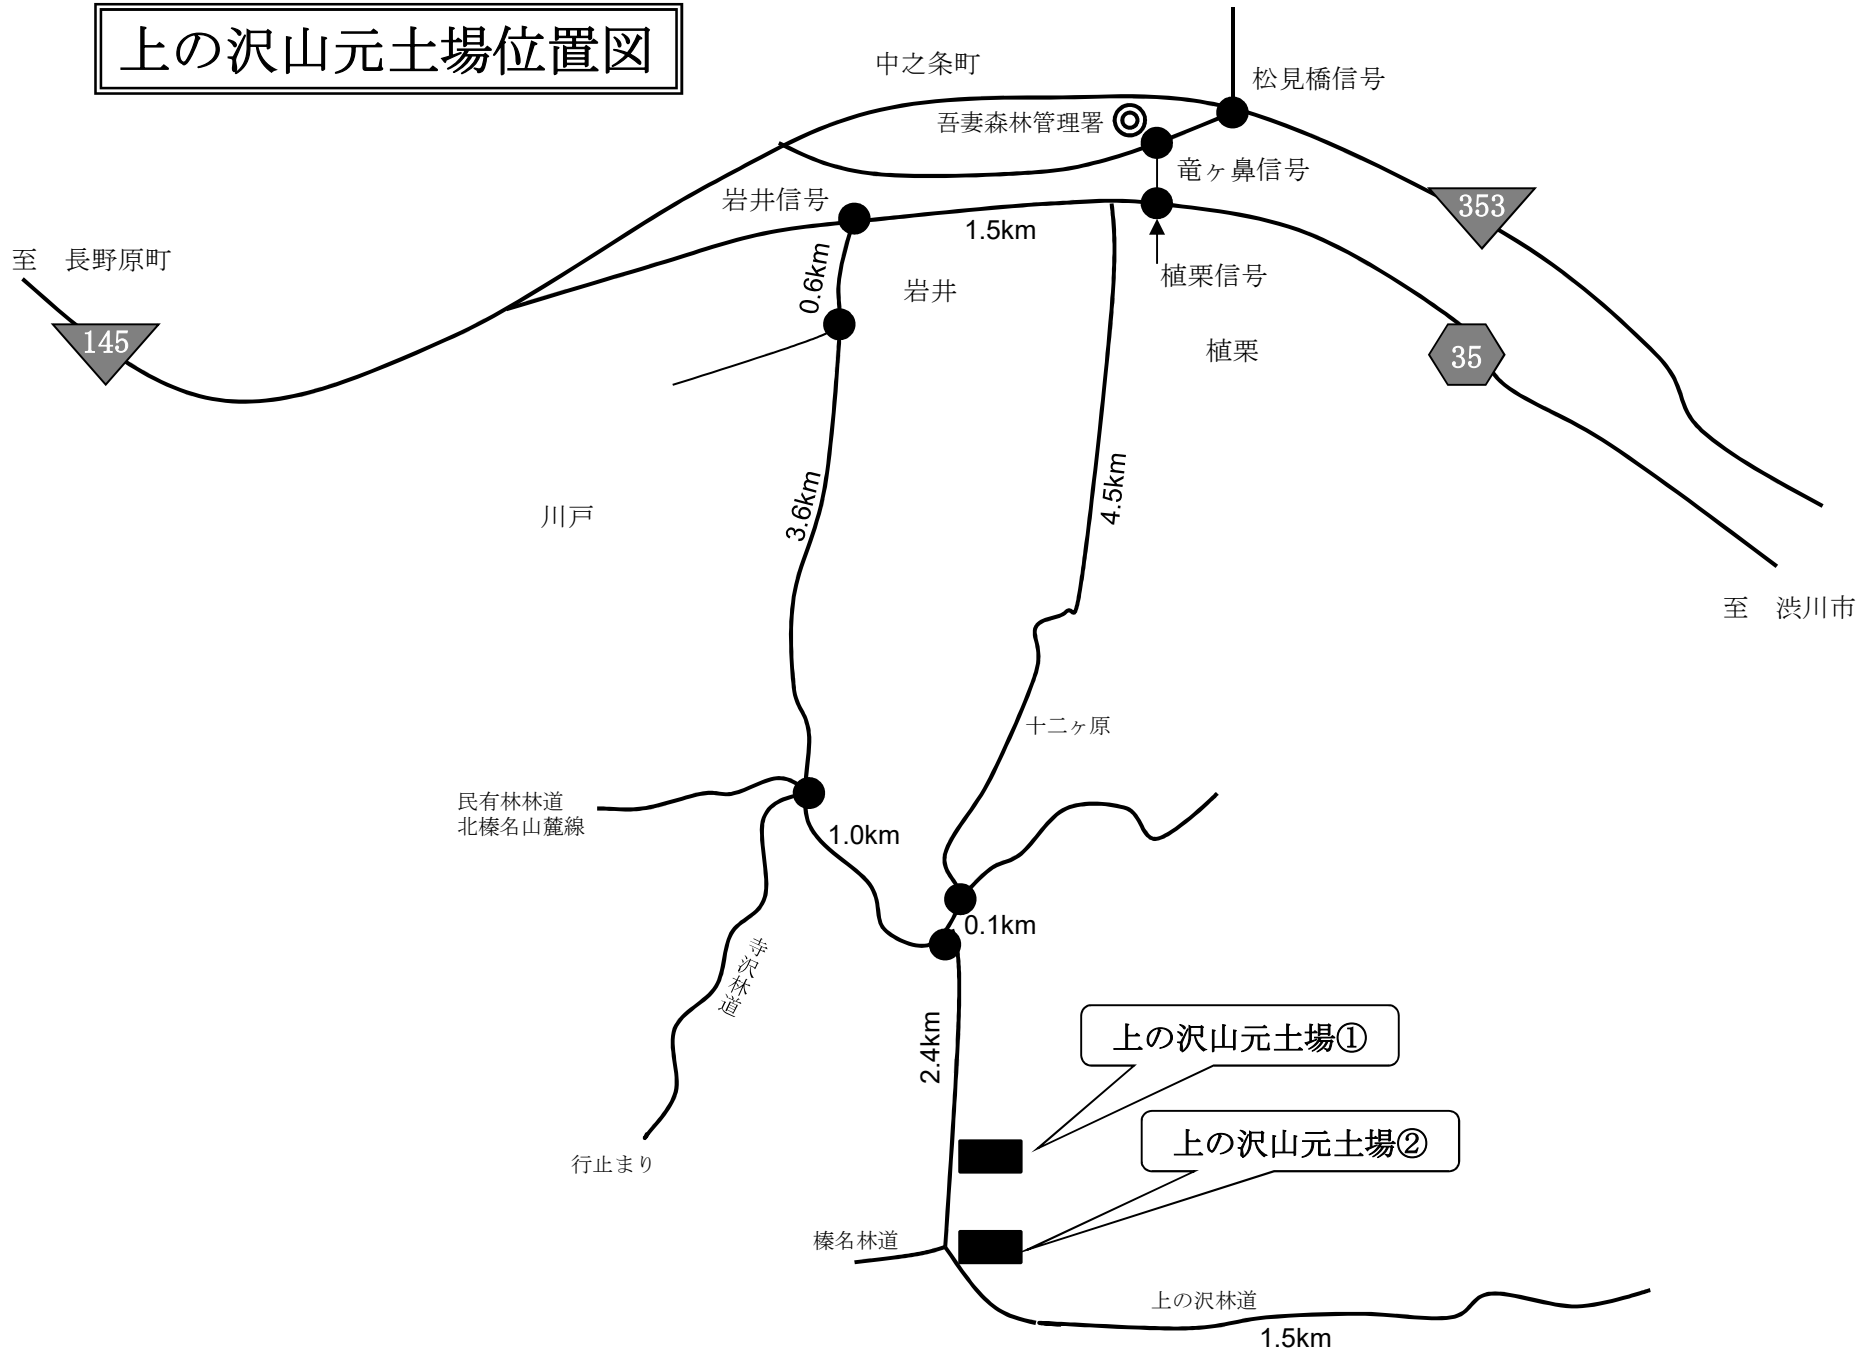 上の沢山元土場位置図
中之条町
松見橋信号
吾妻森林管理署
竜ヶ鼻信号
岩井信号
353
1.5km
至　長野原町
0.6km
植栗信号
岩井
145
植栗
35
4.5km
3.6km
川戸
至　渋川市
十二ヶ原
民有林林道
北榛名山麓線
1.0km
0.1km
寺沢林道
2.4km
上の沢山元土場①
上の沢山元土場②
行止まり
榛名林道
上の沢林道
1.5km